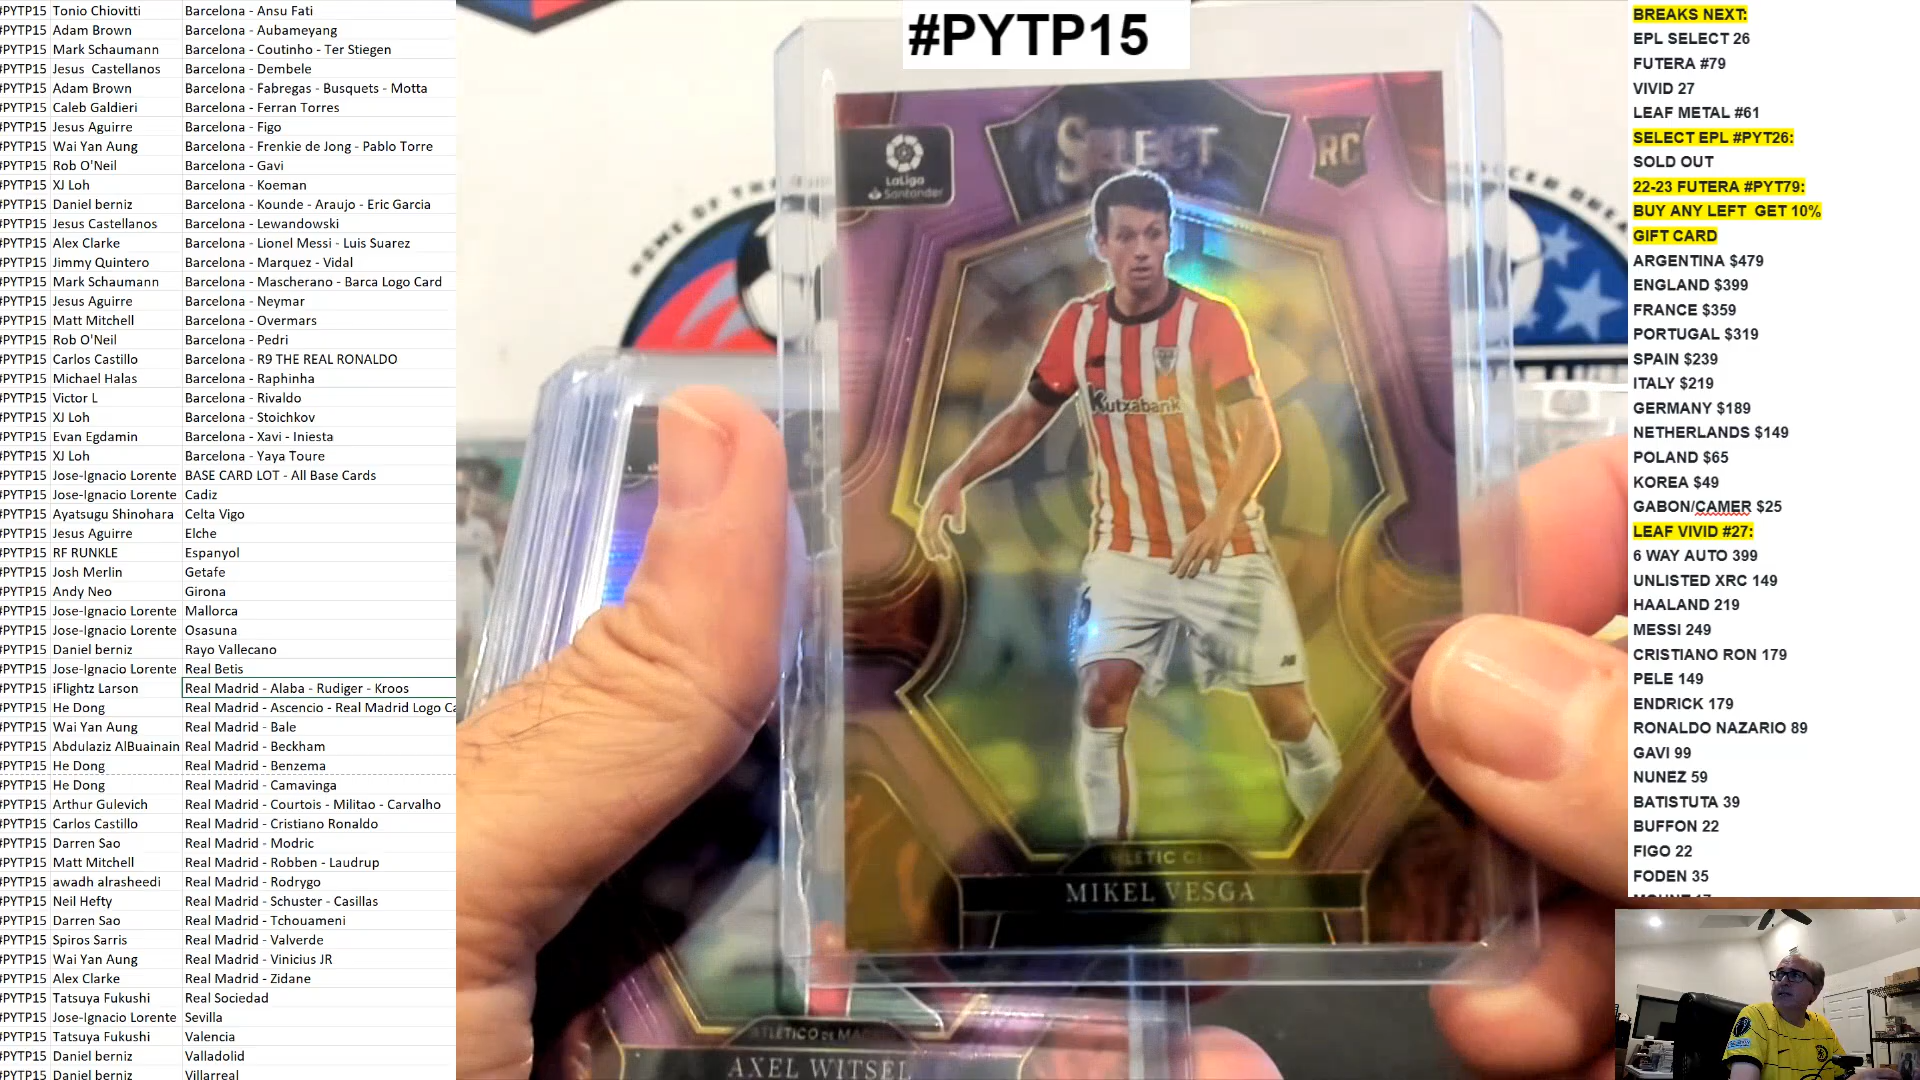 #PYTP15 Tonio Chiovitti Barcelona - Ansu Fati
#PYTP15 Adam Brown Barcelona - Aubameyang
#PYTP15 Mark Schaumann Barcelona - Coutinho - Ter Stiegen
#PYTP15 Jesus Castellanos Barcelona - Dembele
#PYTP15 Adam Brown Barcelona - Fabregas - Busquets - Motta
#PYTP15 Caleb Galdieri Barcelona - Ferran Torres
#PYTP15 Jesus Aguirre Barcelona - Figo
#PYTP15 Wai Yan Aung Barcelona - Frenkie de Jong - Pablo Torre
#PYTP15 Rob O'Neil Barcelona - Gavi
#PYTP15 XJ Loh Barcelona - Koeman
#PYTP15 Daniel berniz Barcelona - Kounde - Araujo - Eric Garcia
#PYTP15 Jesus Castellanos Barcelona - Lewandowski
#PYTP15 Alex Clarke Barcelona - Lionel Messi - Luis Suarez
#PYTP15 Jimmy Quintero Barcelona - Marquez - Vidal
#PYTP15 Mark Schaumann Barcelona - Mascherano - Barca Logo Card
#PYTP15 Jesus Aguirre Barcelona - Neymar
#PYTP15 Matt Mitchell Barcelona - Overmars
#PYTP15 Rob O'Neil Barcelona - Pedri
#PYTP15 Carlos Castillo Barcelona - R9 THE REAL RONALDO
#PYTP15 Michael Halas Barcelona - Raphinha
#PYTP15 Victor L Barcelona - Rivaldo
#PYTP15 XJ Loh Barcelona - Stoichkov
#PYTP15 Evan Egdamin Barcelona - Xavi - Iniesta
#PYTP15 XJ Loh Barcelona - Yaya Toure
#PYTP15 Jose-Ignacio Lorente BASE CARD LOT - All Base Cards
#PYTP15 Jose-Ignacio Lorente Cadiz
#PYTP15 Ayatsugu Shinohara Celta Vigo
#PYTP15 Jesus Aguirre Elche
#PYTP15 RF RUNKLE Espanyol
#PYTP15 Josh Merlin Getafe
#PYTP15 Andy Neo Girona
#PYTP15 Jose-Ignacio Lorente Mallorca
#PYTP15 Jose-Ignacio Lorente Osasuna
#PYTP15 Daniel berniz Rayo Vallecano
#PYTP15 Jose-Ignacio Lorente Real Betis
#PYTP15 iFlightz Larson Real Madrid - Alaba - Rudiger - Kroos
#PYTP15 He Dong Real Madrid - Ascencio - Real Madrid Logo Ca
#PYTP15 Wai Yan Aung Real Madrid - Bale
#PYTP15 Abdulaziz AlBuainain Real Madrid - Beckham
#PYTP15 He Dong Real Madrid - Benzema
#PYTP15 He Dong Real Madrid - Camavinga
#PYTP15 Arthur Gulevich Real Madrid - Courtois - Militao - Carvalho
#PYTP15 Carlos Castillo Real Madrid - Cristiano Ronaldo
#PYTP15 Darren Sao Real Madrid - Modric
#PYTP15 Matt Mitchell Real Madrid - Robben - Laudrup
#PYTP15 awadh alrasheedi Real Madrid - Rodrygo
#PYTP15 Neil Hefty Real Madrid - Schuster - Casillas
#PYTP15 Darren Sao Real Madrid - Tchouameni
#PYTP15 Spiros Sarris Real Madrid - Valverde
#PYTP15 Wai Yan Aung Real Madrid - Vinicius JR
#PYTP15 Alex Clarke Real Madrid - Zidane
#PYTP15 Tatsuya Fukushi Real Sociedad
#PYTP15 Jose-Ignacio Lorente Sevilla
#PYTP15 Tatsuya Fukushi Valencia
#PYTP15 Daniel berniz Valladolid
#PYTP15 Daniel berniz Villarreal
#PYTP15
SELECT
RC
LaLiga
Santander
HOME OF THE
Kutxabank
ATHLETIC
MIKEL VESGA
ATLÉTICO DE
AXEL WITSEL
BREAKS NEXT:
EPL SELECT 26
FUTERA #79
VIVID 27
LEAF METAL #61
SELECT EPL #PYT26:
SOLD OUT
22-23 FUTERA #PYT79:
BUY ANY LEFT GET 10%
GIFT CARD
ARGENTINA $479
ENGLAND $399
FRANCE $359
PORTUGAL $319
SPAIN $239
ITALY $219
GERMANY $189
NETHERLANDS $149
POLAND $65
KOREA $49
GABON/CAMER $25
LEAF VIVID #27:
6 WAY AUTO 399
UNLISTED XRC 149
HAALAND 219
MESSI 249
CRISTIANO RON 179
PELE 149
ENDRICK 179
RONALDO NAZARIO 89
GAVI 99
NUNEZ 59
BATISTUTA 39
BUFFON 22
FIGO 22
FODEN 35